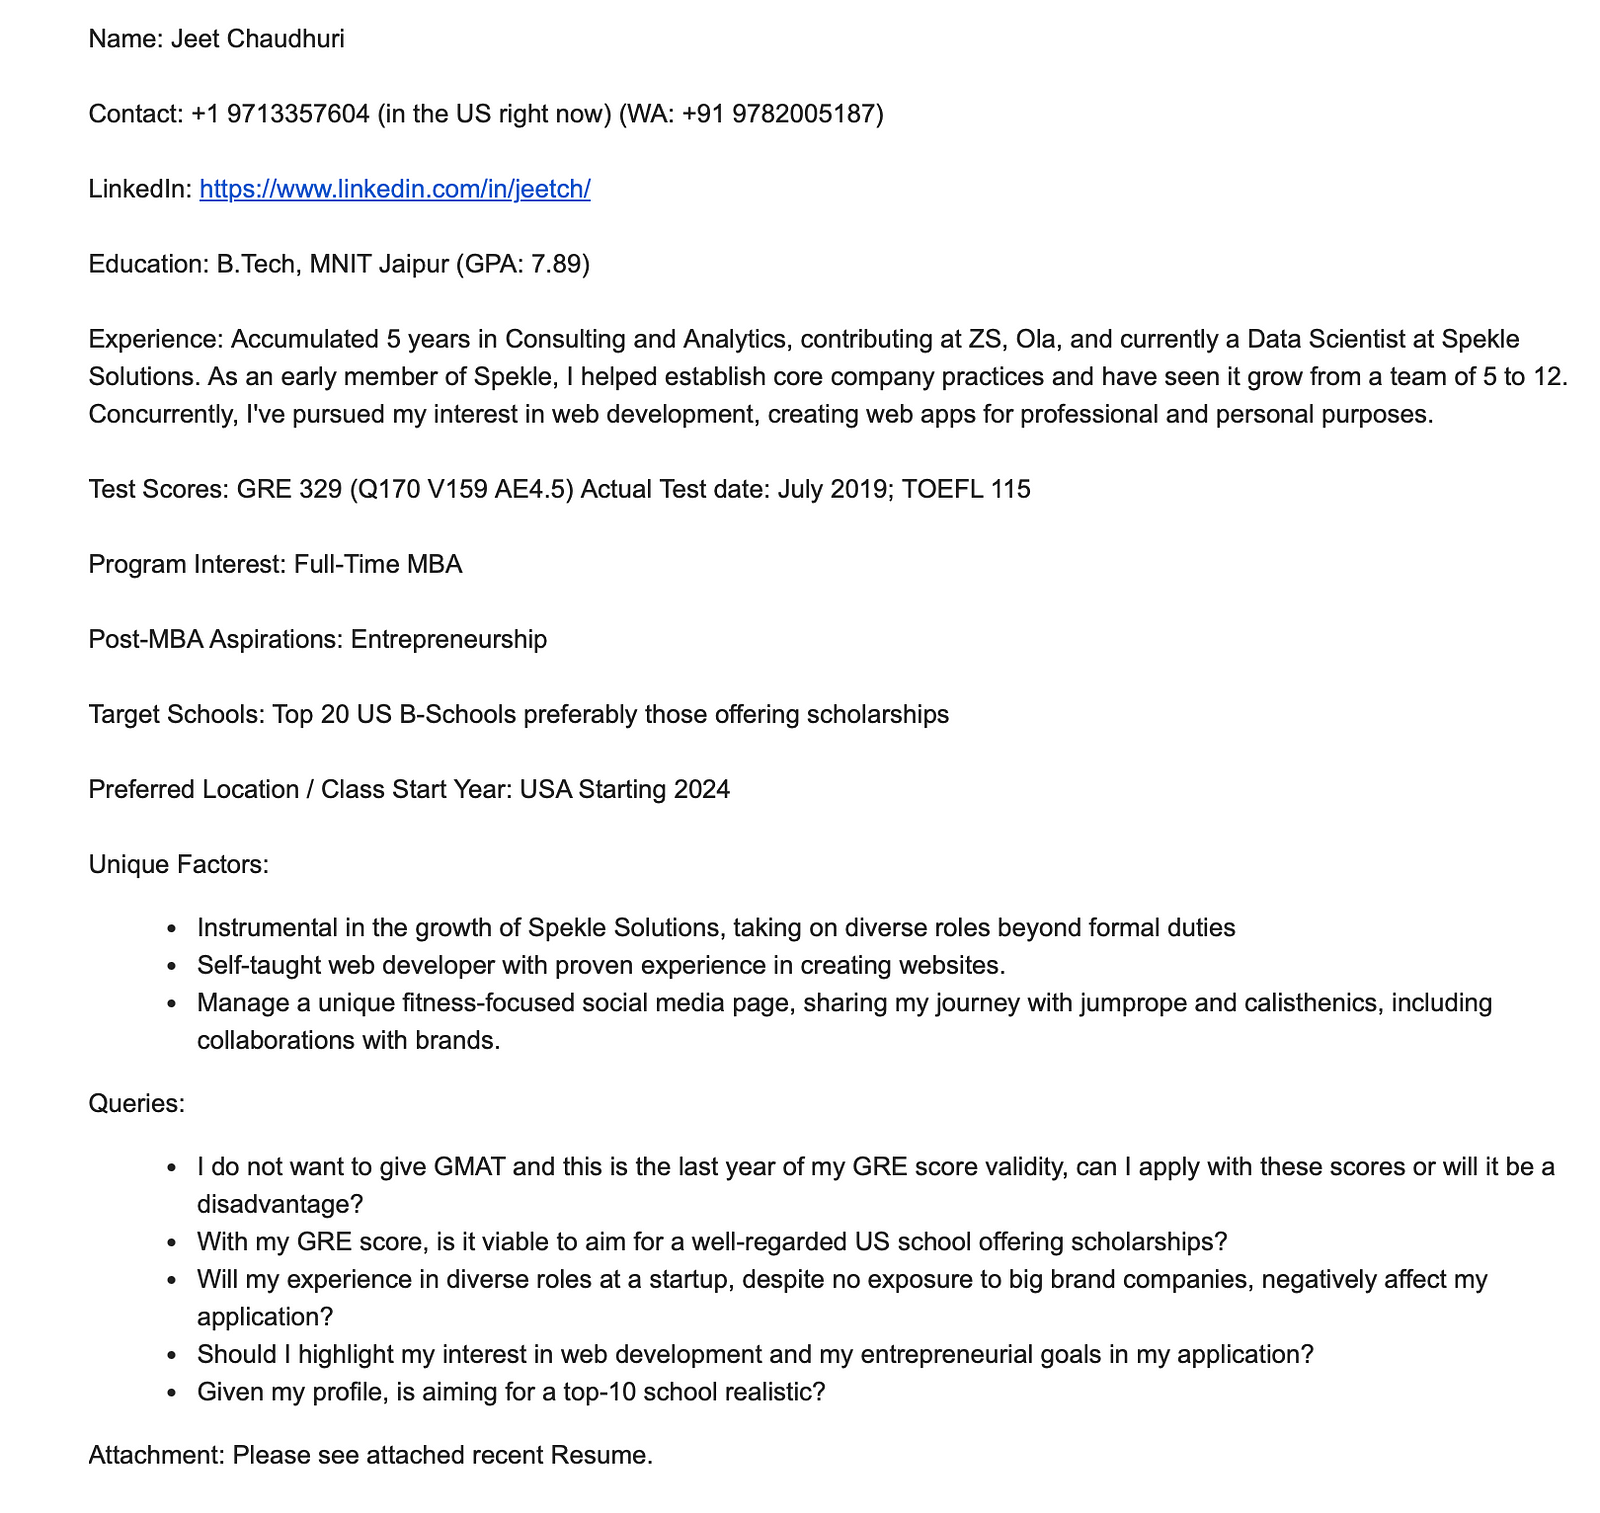 Name: Jeet Chaudhuri
Contact: +1 9713357604 (in the US right now) (WA: +91 9782005187)
LinkedIn: https://www.linkedin.com/in/jeetch/
Education: B.Tech, MNIT Jaipur (GPA: 7.89)
Experience: Accumulated 5 years in Consulting and Analytics, contributing at ZS, Ola, and currently a Data Scientist at Spekle
Solutions. As an early member of Spekle, I helped establish core company practices and have seen it grow from a team of 5 to 12.
Concurrently, I've pursued my interest in web development, creating web apps for professional and personal purposes.
Test Scores: GRE 329 (Q170 V159 AE4.5) Actual Test date: July 2019; TOEFL 115
Program Interest: Full-Time MBA
Post-MBA Aspirations: Entrepreneurship
Target Schools: Top 20 US B-Schools preferably those offering scholarships
Preferred Location / Class Start Year: USA Starting 2024
Unique Factors:
• Instrumental in the growth of Spekle Solutions, taking on diverse roles beyond formal duties
• Self-taught web developer with proven experience in creating websites.
• Manage a unique fitness-focused social media page, sharing my journey with jumprope and calisthenics, including
collaborations with brands.
Queries:
• I do not want to give GMAT and this is the last year of my GRE score validity, can I apply with these scores or will it be a
disadvantage?
• With my GRE score, is it viable to aim for a well-regarded US school offering scholarships?
• Will my experience in diverse roles at a startup, despite no exposure to big brand companies, negatively affect my
application?
• Should I highlight my interest in web development and my entrepreneurial goals in my application?
• Given my profile, is aiming for a top-10 school realistic?
Attachment: Please see attached recent Resume.